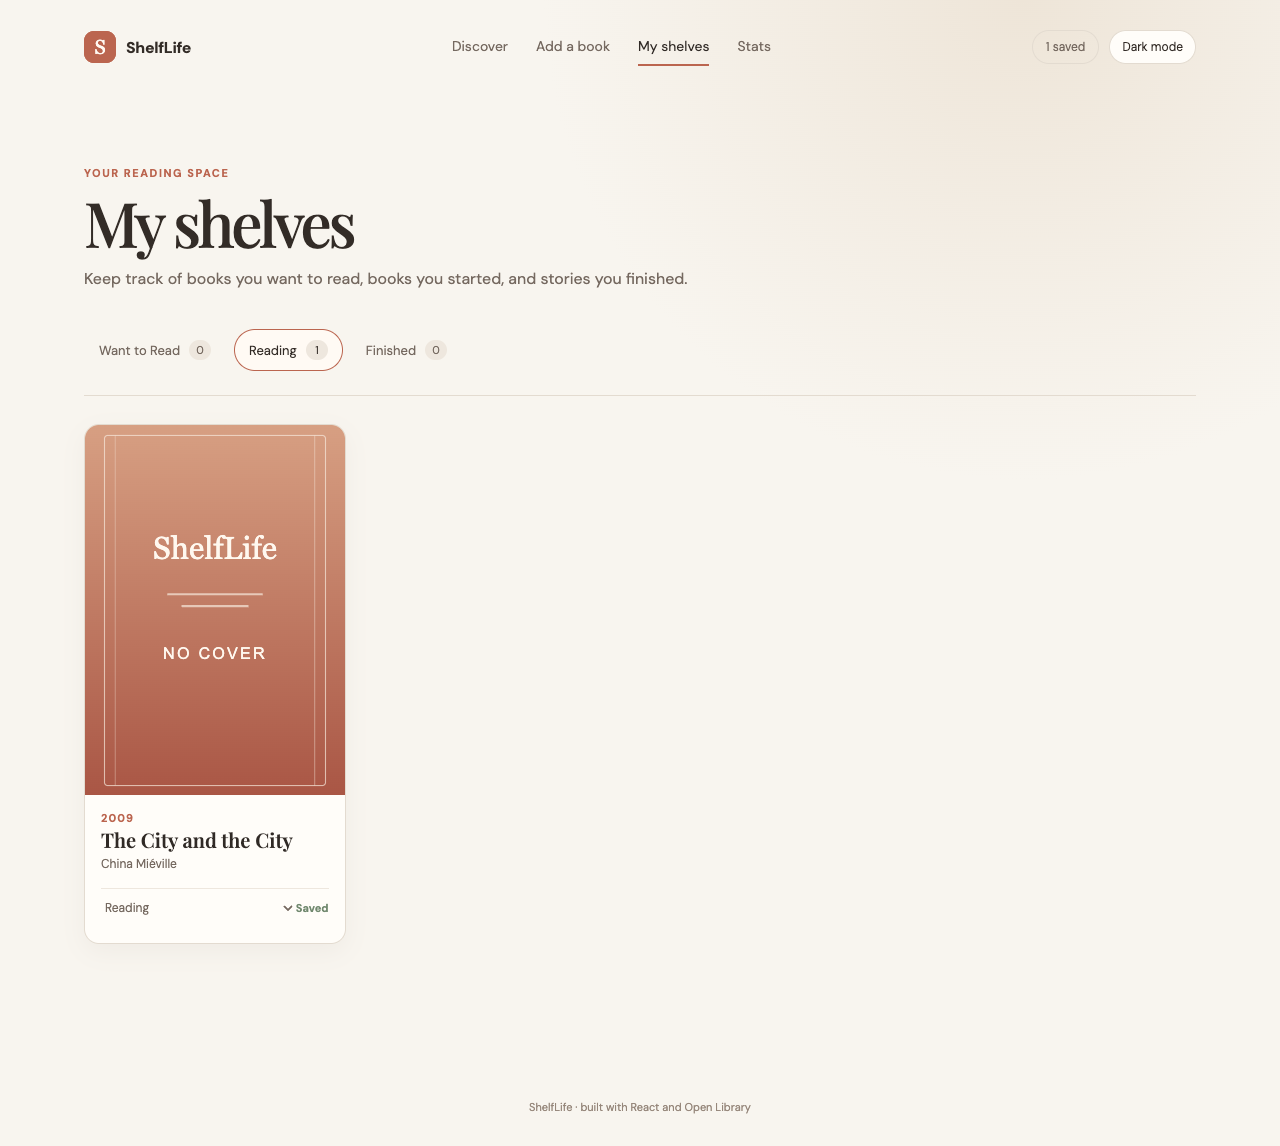 S ShelfLife
Discover Add a book My shelves Stats
1 saved Dark mode
YOUR READING SPACE
My shelves
Keep track of books you want to read, books you started, and stories you finished.
Want to Read 0 Reading 1 Finished 0
ShelfLife
NO COVER
2009
The City and the City
China Miéville
Reading Saved
ShelfLife · built with React and Open Library